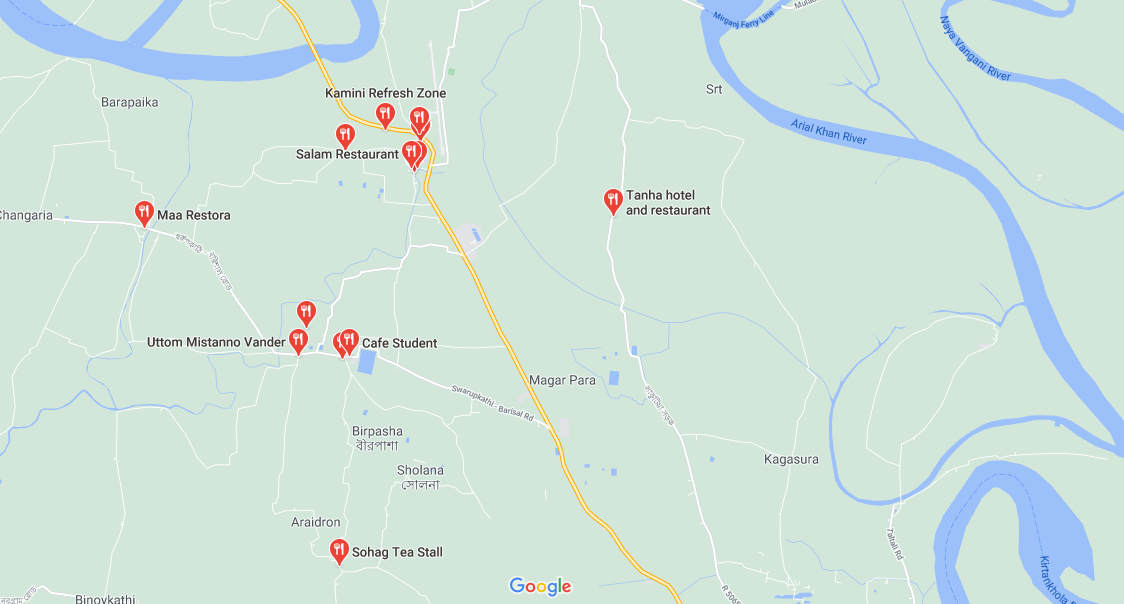 Mirganj Ferry Line
Naya Vangani River
Srt
Kamini Refresh Zone
Barapaika
Arial Khan River
Salam Restaurant
Tanha hotel
and restaurant
Changaria
Maa Restora
Uttom Mistanno Vander
Cafe Student
Magar Para
Swarupkathi - Barisal Rd
Birpasha
বীরপাশা
Kagasura
Sholana
সোলনা
Araidron
Sohag Tea Stall
Taltali Rd
Kirtankhola
Google
Binoykathi